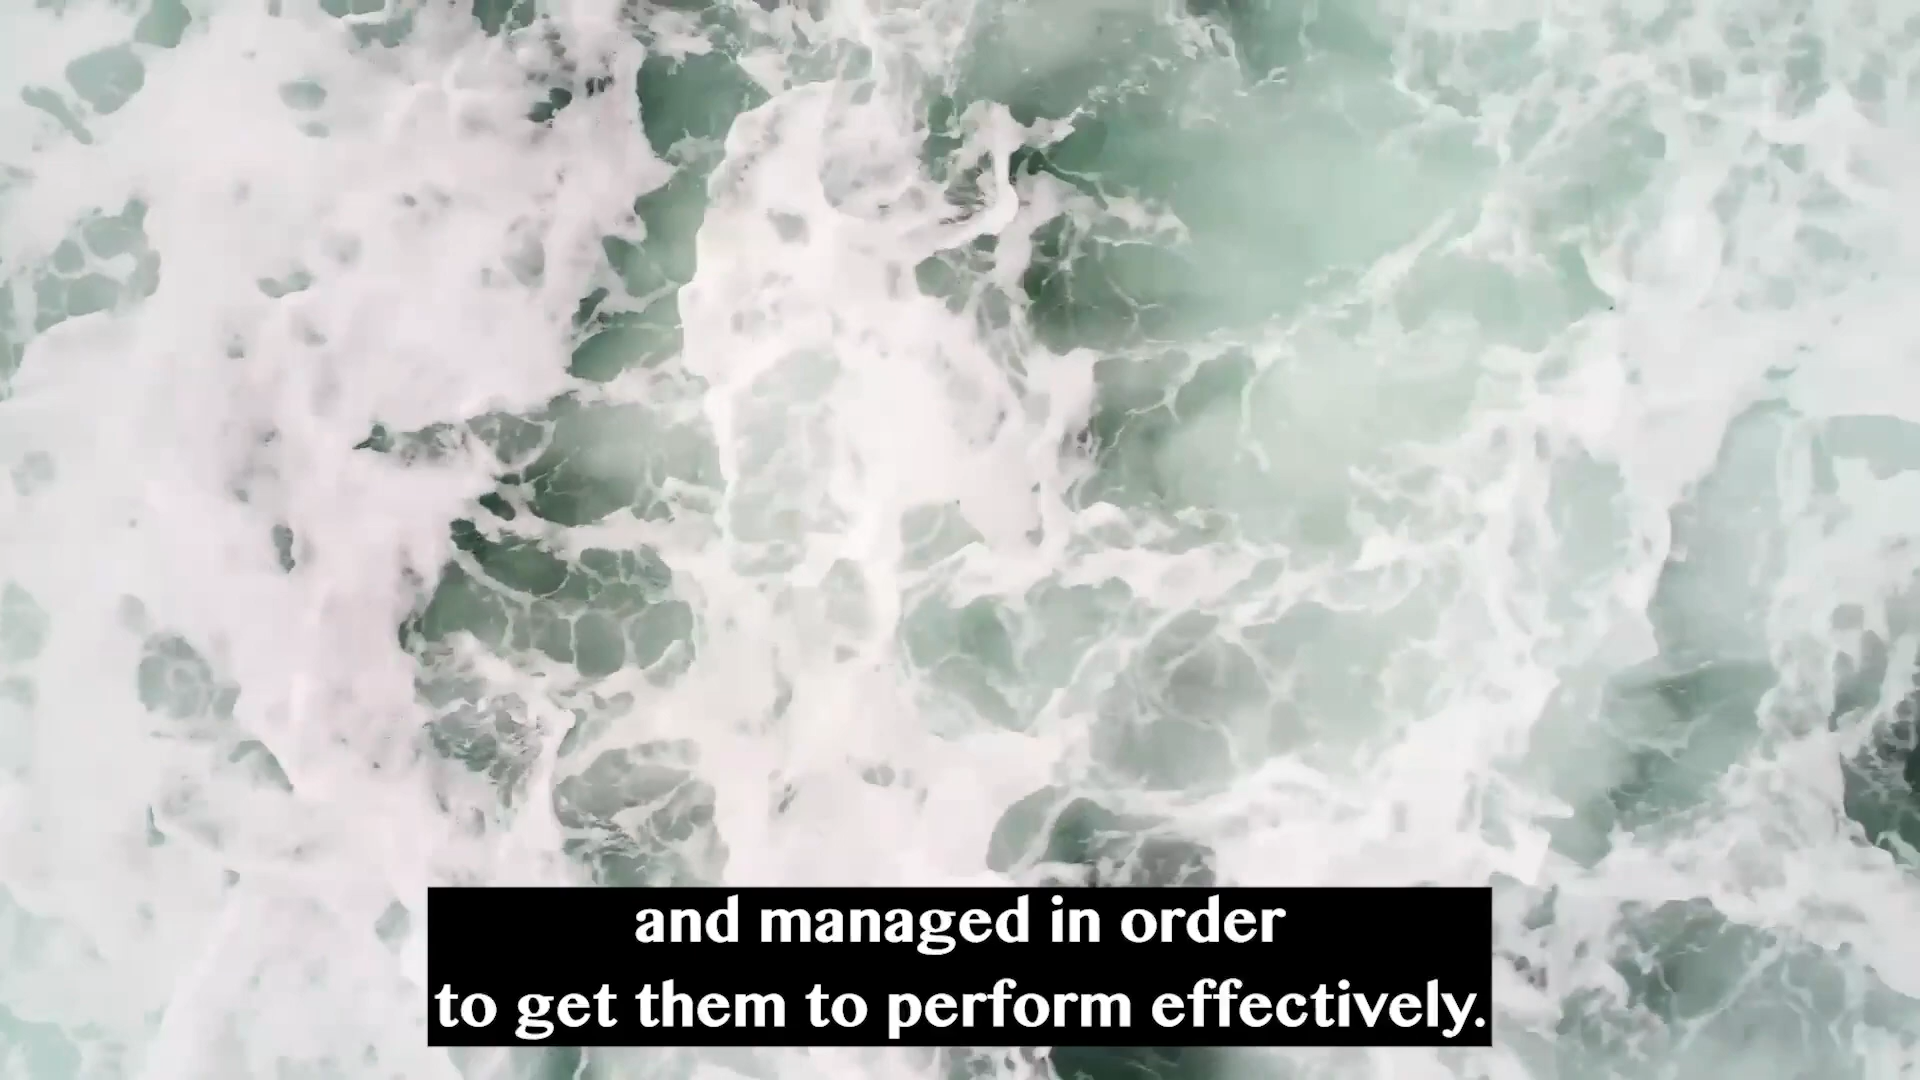 and managed in order
to get them to perform effectively.